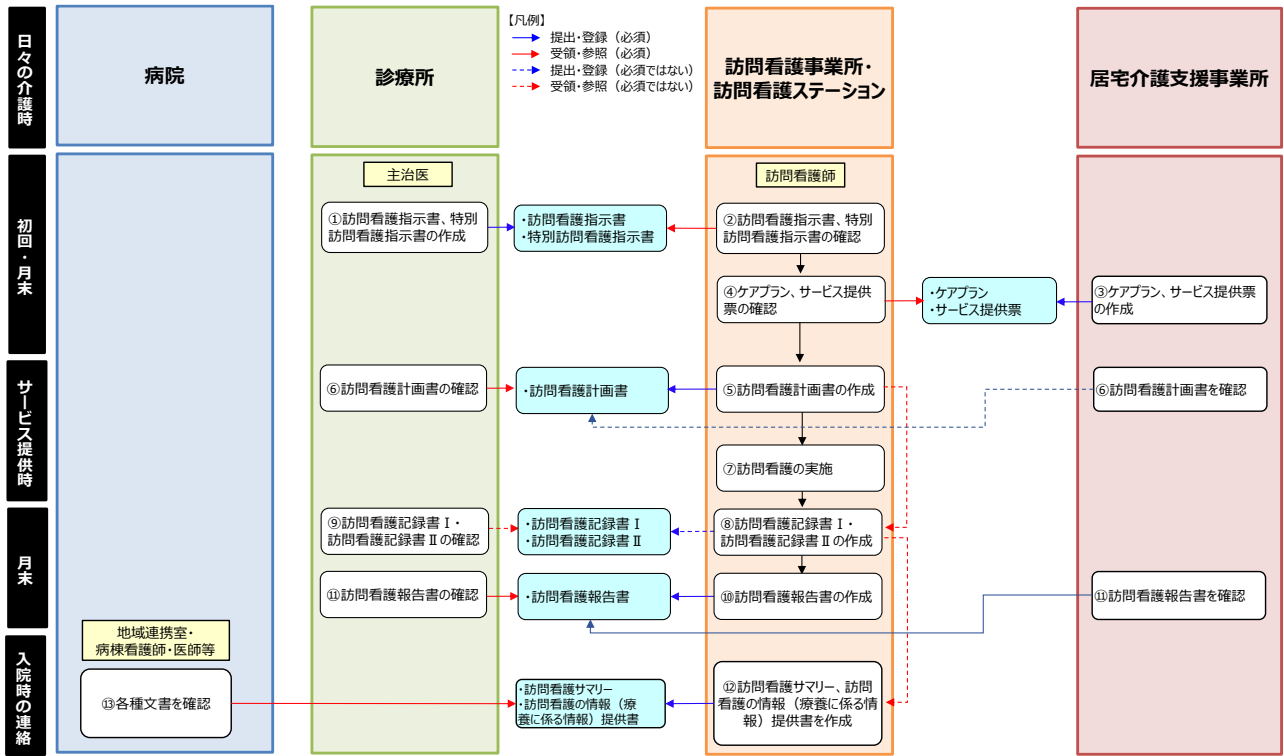 日々の介護時
病院
診療所
【凡例】
提出・登録（必須）
受領・参照（必須）
提出・登録（必須ではない）
受領・参照（必須ではない）
訪問看護事業所・
訪問看護ステーション
居宅介護支援事業所
初回・月末
主治医
訪問看護師
①訪問看護指示書、特別
訪問看護指示書の作成
・訪問看護指示書
・特別訪問看護指示書
②訪問看護指示書、特別
訪問看護指示書の確認
④ケアプラン、サービス提供
票の確認
・ケアプラン
・サービス提供票
③ケアプラン、サービス提供票
の作成
サービス提供時
⑥訪問看護計画書の確認
・訪問看護計画書
⑤訪問看護計画書の作成
⑥訪問看護計画書を確認
⑦訪問看護の実施
月末
⑨訪問看護記録書Ⅰ・
訪問看護記録書Ⅱの確認
・訪問看護記録書Ⅰ
・訪問看護記録書Ⅱ
⑧訪問看護記録書Ⅰ・
訪問看護記録書Ⅱの作成
⑪訪問看護報告書の確認
・訪問看護報告書
⑩訪問看護報告書の作成
⑪訪問看護報告書を確認
入院時の連絡
地域連携室・
病棟看護師・医師等
⑬各種文書を確認
・訪問看護サマリー
・訪問看護の情報（療
養に係る情報）提供書
⑫訪問看護サマリー、訪問
看護の情報（療養に係る情
報）提供書を作成